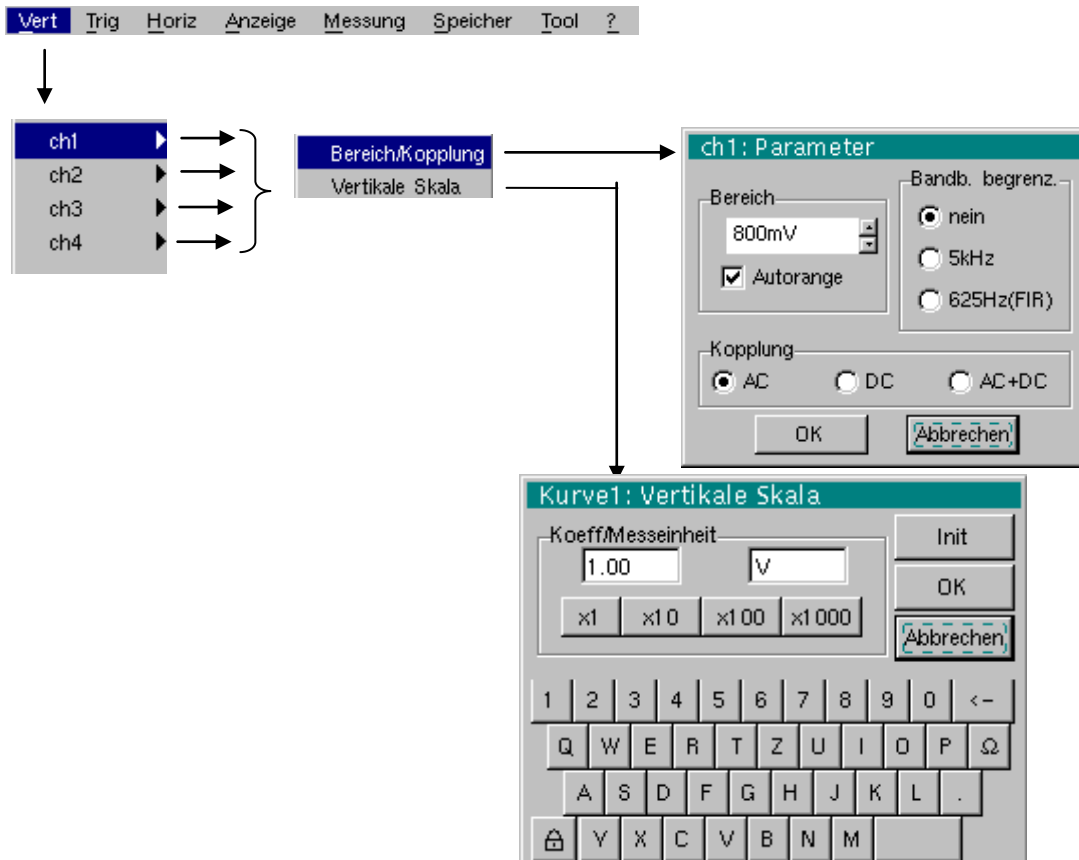 Vert Trig Horiz Anzeige Messung Speicher Tool ?
ch1
ch2
ch3
ch4
Bereich/Kopplung
Vertikale Skala
ch1: Parameter
Bereich
800mV
Autorange
Bandb. begrenz.
nein
5kHz
625Hz(FIR)
Kopplung
AC DC AC+DC
OK Abbrechen
Kurve1: Vertikale Skala
Koeff/Messeinheit
1.00 V
x1 x10 x100 x1000
Init
OK
Abbrechen
1 2 3 4 5 6 7 8 9 0 <-
Q W E R T Z U I O P Ω
A S D F G H J K L .
Y X C V B N M